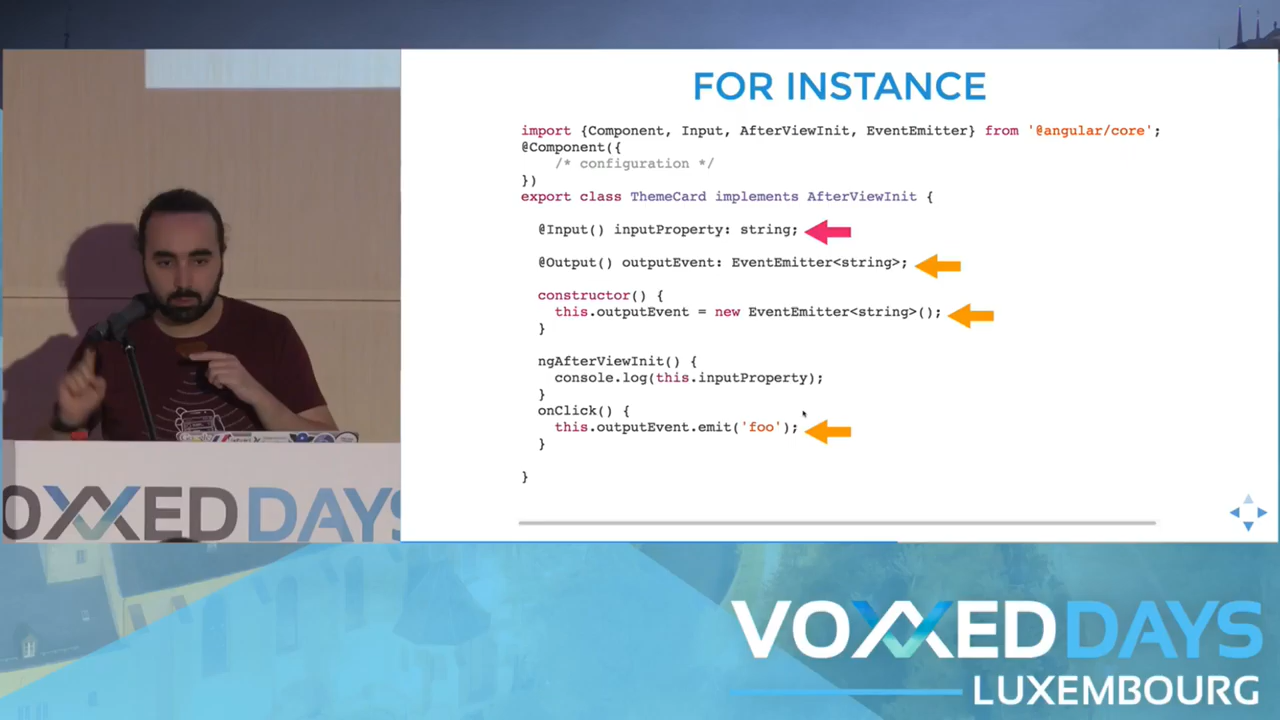 FOR INSTANCE
import {Component, Input, AfterViewInit, EventEmitter} from '@angular/core';
@Component({
/* configuration */
})
export class ThemeCard implements AfterViewInit {
@Input() inputProperty: string;
@Output() outputEvent: EventEmitter<string>;
constructor() {
this.outputEvent = new EventEmitter<string>();
}
ngAfterViewInit() {
console.log(this.inputProperty);
}
onClick() {
this.outputEvent.emit('foo');
}
}
VOXXED DAYS
VOXXED DAYS
LUXEMBOURG